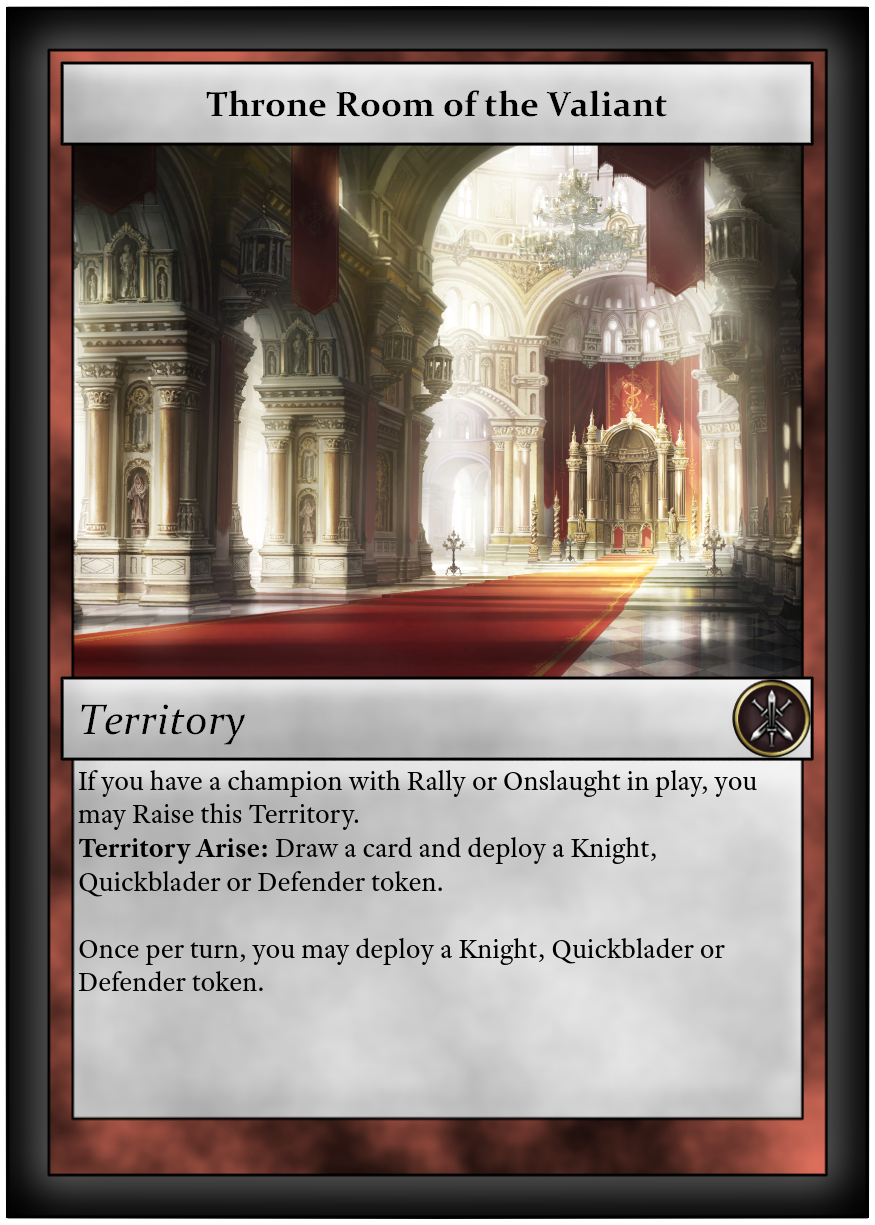 Throne Room of the Valiant
Territory
If you have a champion with Rally or Onslaught in play, you
may Raise this Territory.
Territory Arise: Draw a card and deploy a Knight,
Quickblader or Defender token.
Once per turn, you may deploy a Knight, Quickblader or
Defender token.